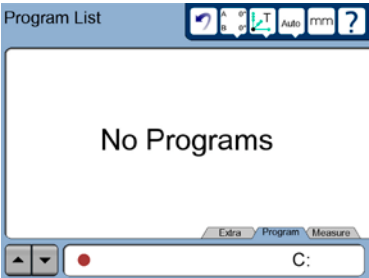 Program List
A 0°
B 0°
T
Auto
mm
?
No Programs
Extra
Program
Measure
C: